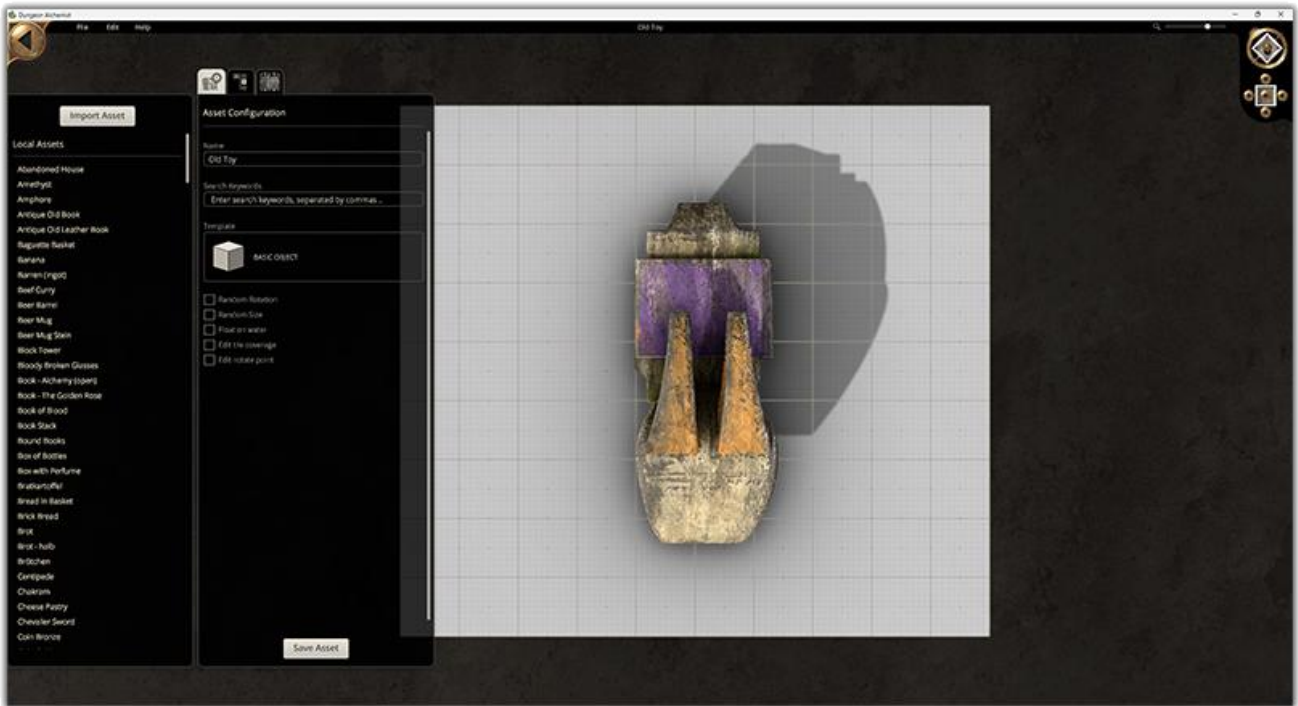 Dungeon Alchemist
File Edit Help
Old Toy
Import Asset
Local Assets
Abandoned House
Amethyst
Amphore
Antique Old Book
Antique Old Leather Book
Baguette Basket
Banana
Barren (Ingot)
Beef Curry
Beer Barrel
Beer Mug
Beer Mug Stein
Block Tower
Bloody Broken Glasses
Book - Alchemy (open)
Book - The Golden Rose
Book of Blood
Book Stack
Bound Books
Box of Bottles
Box with Perfume
Bratkartoffel
Bread In Basket
Brick Bread
Brot
Brot - halb
Brötchen
Centipede
Chakram
Cheese Pastry
Chevalier Sword
Coin Bronze
Asset Configuration
Name
Old Toy
Search Keywords
Enter search keywords, separated by commas ..
Template
BASIC OBJECT
Random Rotation
Random Size
Float on water
Edit tile coverage
Edit rotate point
Save Asset